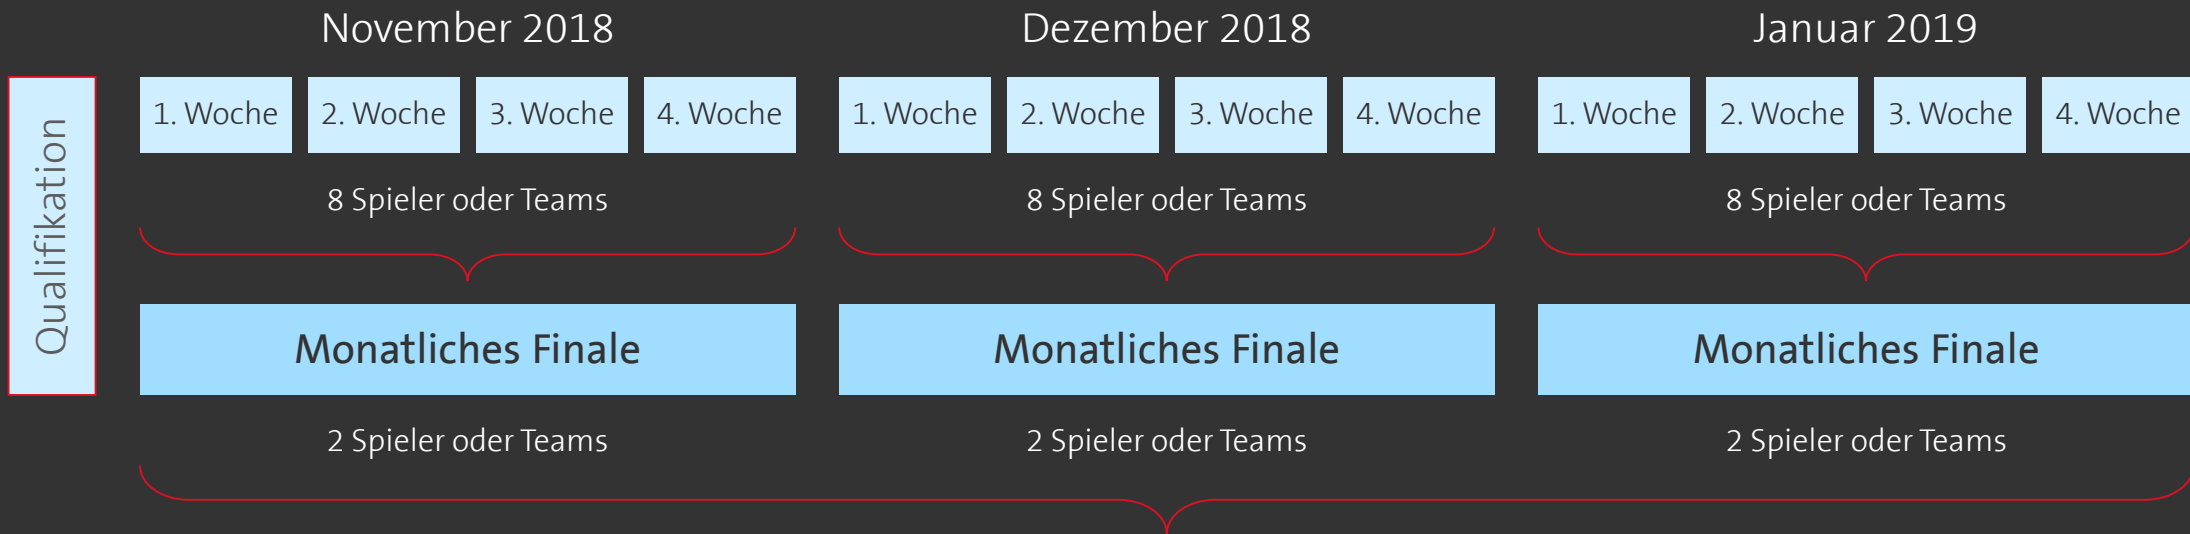 November 2018
Dezember 2018
Januar 2019
Qualifikation
1. Woche
2. Woche
3. Woche
4. Woche
1. Woche
2. Woche
3. Woche
4. Woche
1. Woche
2. Woche
3. Woche
4. Woche
8 Spieler oder Teams
8 Spieler oder Teams
8 Spieler oder Teams
Monatliches Finale
Monatliches Finale
Monatliches Finale
2 Spieler oder Teams
2 Spieler oder Teams
2 Spieler oder Teams